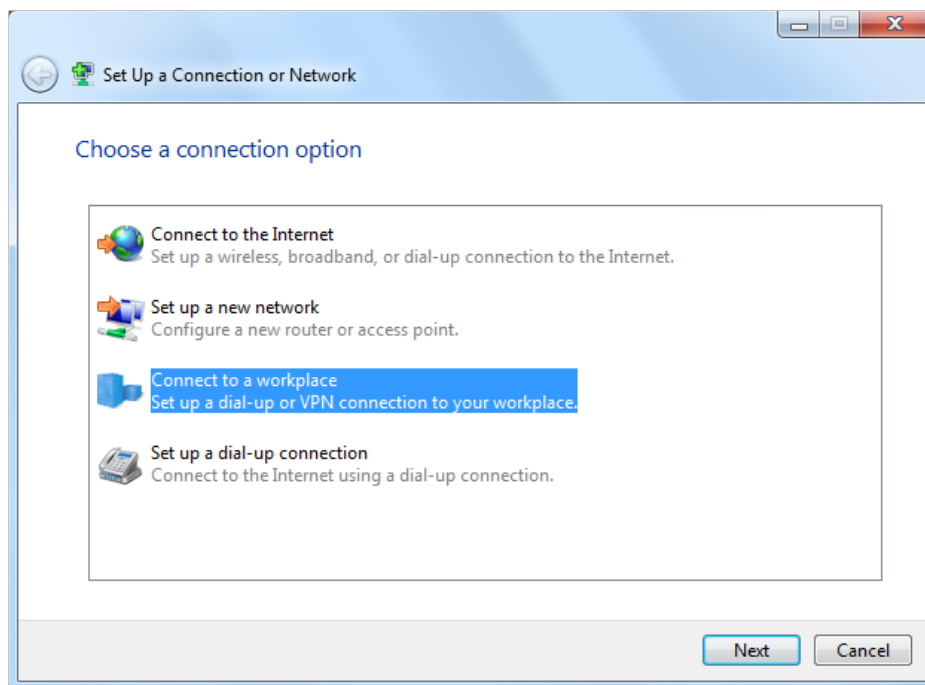 Set Up a Connection or Network
Choose a connection option
Connect to the Internet
Set up a wireless, broadband, or dial-up connection to the Internet.
Set up a new network
Configure a new router or access point.
Connect to a workplace
Set up a dial-up or VPN connection to your workplace.
Set up a dial-up connection
Connect to the Internet using a dial-up connection.
Next
Cancel